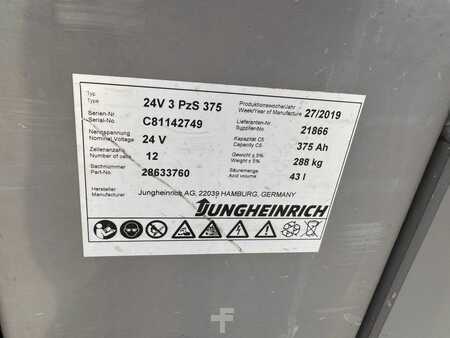 Typ
Type 24V 3 PzS 375 Produktionswoche/Jahr
Week/Year of Manufacture 27/2019
Serien-Nr
Serial-No C81142749 Lieferanten-Nr
Supplier-No 21866
Nennspannung
Nominal Voltage 24 V Kapazität C5
Capacity C5 375 Ah
Zellenanzahl
Number of cells 12 Gewicht ± 5%
Weight ± 5% 288 kg
Sachnummer
Part-No. 28633760 Säuremenge
Acid volume 43 l
Hersteller
Manufacturer Jungheinrich AG, 22039 HAMBURG, GERMANY
JUNGHEINRICH